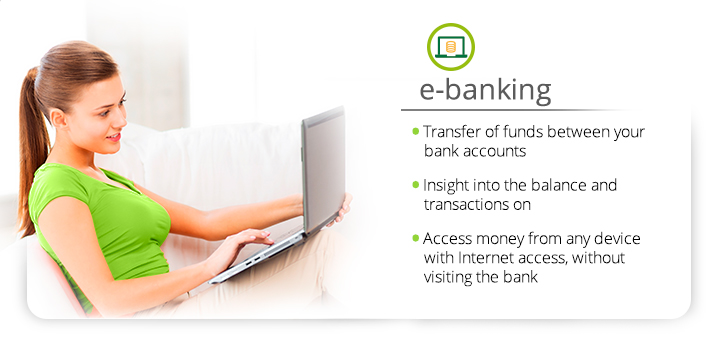 e-banking
Transfer of funds between your
bank accounts
Insight into the balance and
transactions on
Access money from any device
with Internet access, without
visiting the bank